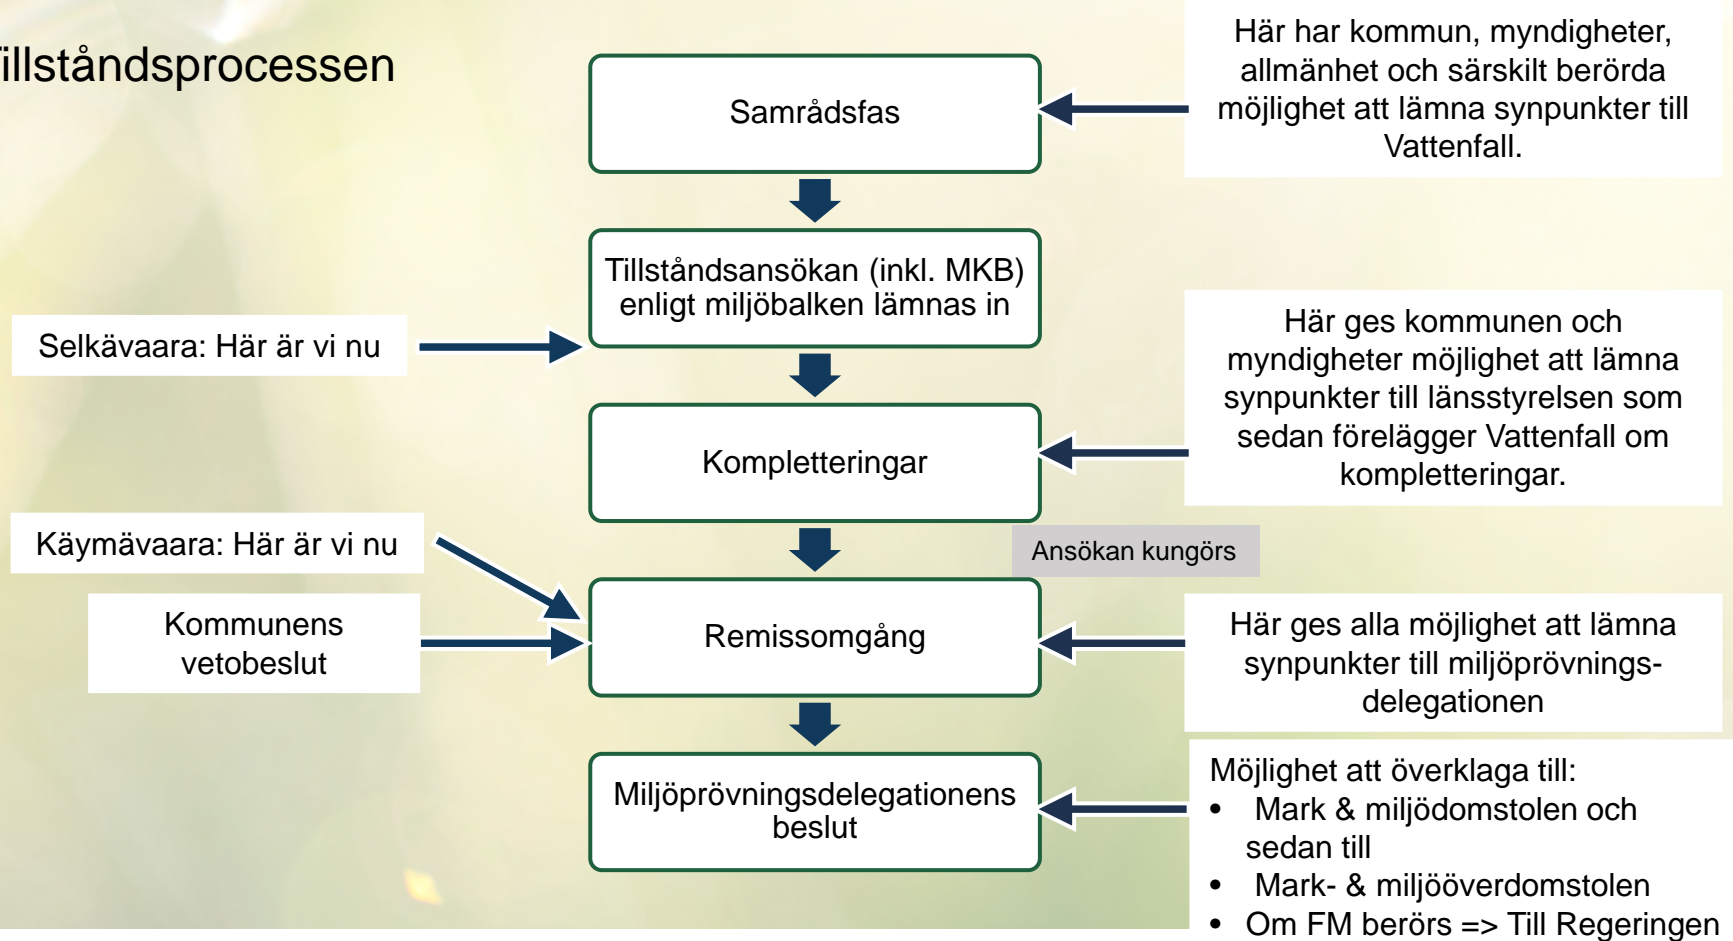 Tillståndsprocessen
Här har kommun, myndigheter,
allmänhet och särskilt berörda
möjlighet att lämna synpunkter till
Vattenfall.
Samrådsfas
Tillståndsansökan (inkl. MKB)
enligt miljöbalken lämnas in
Selkävaara: Här är vi nu
Här ges kommunen och
myndigheter möjlighet att lämna
synpunkter till länsstyrelsen som
sedan förelägger Vattenfall om
kompletteringar.
Kompletteringar
Käymävaara: Här är vi nu
Ansökan kungörs
Kommunens
vetobeslut
Remissomgång
Här ges alla möjlighet att lämna
synpunkter till miljöprövnings-
delegationen
Miljöprövningsdelegationens
beslut
Möjlighet att överklaga till:
• Mark & miljödomstolen och
sedan till
• Mark- & miljööverdomstolen
• Om FM berörs => Till Regeringen